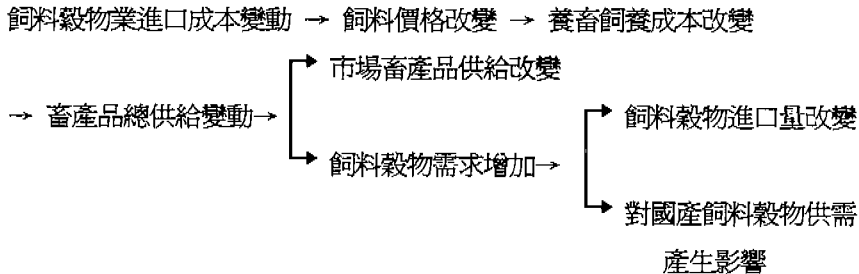 飼料穀物業進口成本變動 → 飼料價格改變 → 養畜飼養成本改變
市場畜產品供給改變
→ 畜產品總供給變動→
飼料穀物進口量改變
飼料穀物需求增加→
對國產飼料穀物供需
產生影響